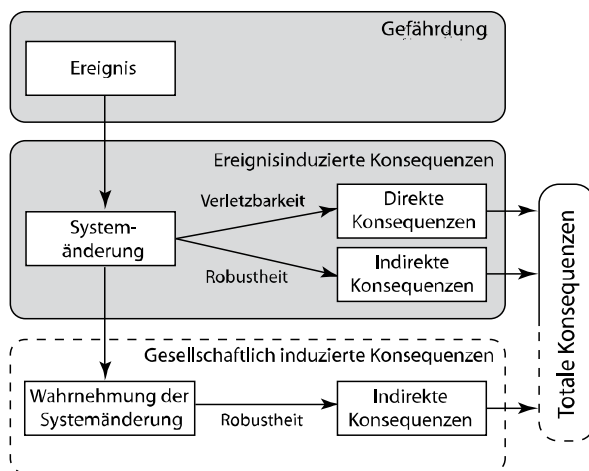 Gefährdung
Ereignis
Ereignisinduzierte Konsequenzen
Verletzbarkeit
Direkte
Konsequenzen
System-
änderung
Robustheit
Indirekte
Konsequenzen
Gesellschaftlich induzierte Konsequenzen
Wahrnehmung der
Systemänderung
Robustheit
Indirekte
Konsequenzen
Totale Konsequenzen